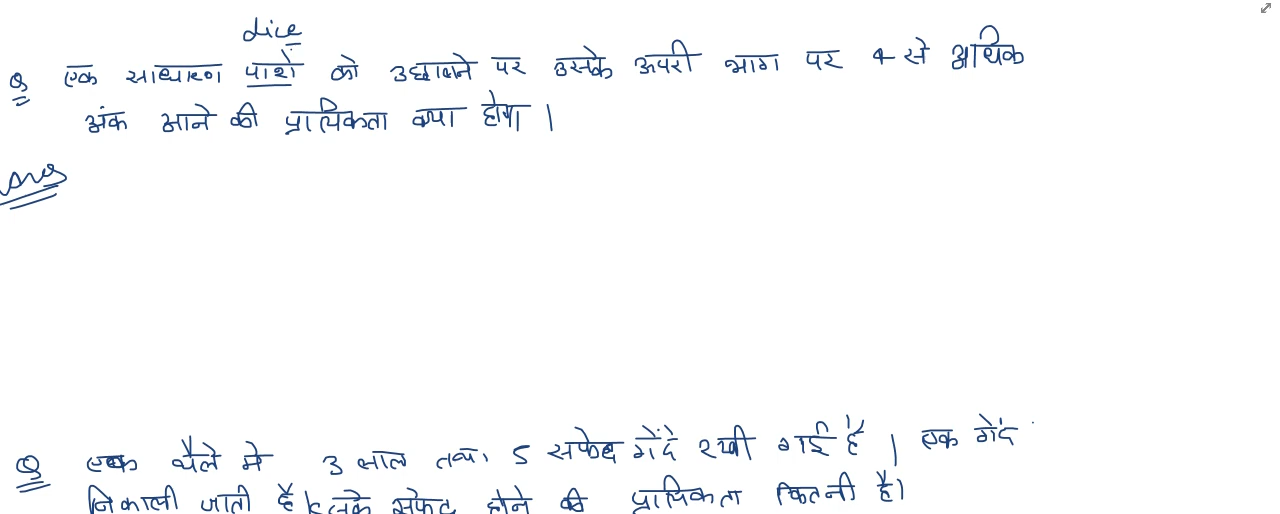 dice
Q एक साधारण पाशे को उछालने पर उसके ऊपरी भाग पर 4 से अधिक
अंक आने की प्रायिकता क्या होगा ।
Ans
Q एक थैले मे 3 लाल तथा 5 सफेद गेंदे रखी गई हैं । एक गेंद
निकाली जाती है सफेद होने की प्रायिकता कितनी है।